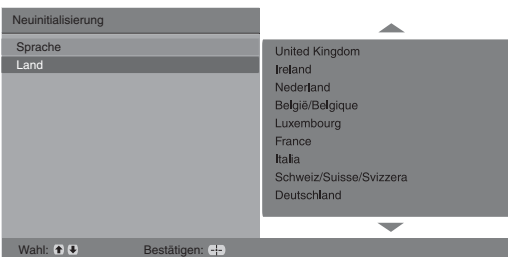 Neuinitialisierung
Sprache
Land
United Kingdom
Ireland
Nederland
België/Belgique
Luxembourg
France
Italia
Schweiz/Suisse/Svizzera
Deutschland
Wahl: Bestätigen: